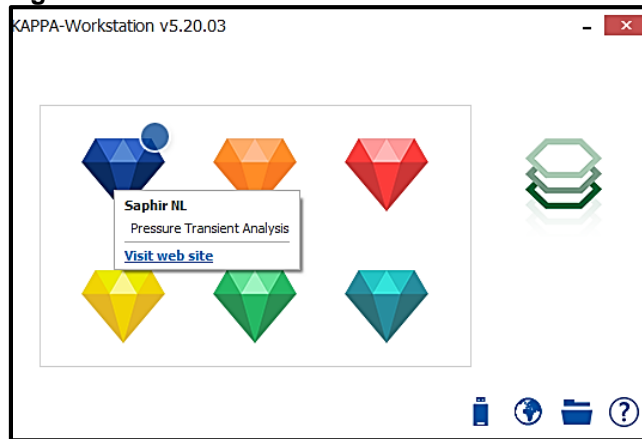 KAPPA-Workstation v5.20.03
Saphir NL
Pressure Transient Analysis
Visit web site
?